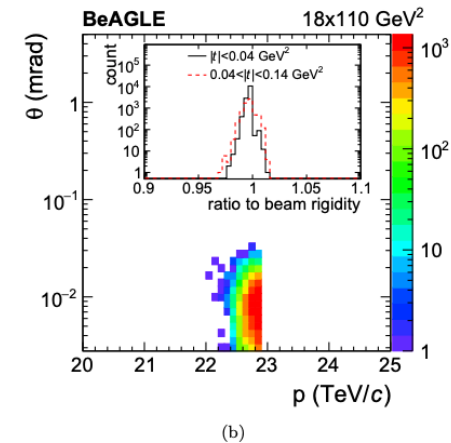 BeAGLE 18x110 GeV²
θ (mrad)
1
10⁻¹
10⁻²
count
10⁵
10⁴
10³
10²
10
1
|t|<0.04 GeV²
0.04<|t|<0.14 GeV²
0.9 0.95 1 1.05 1.1
ratio to beam rigidity
10³
10²
10
1
20 21 22 23 24 25
p (TeV/c)
(b)